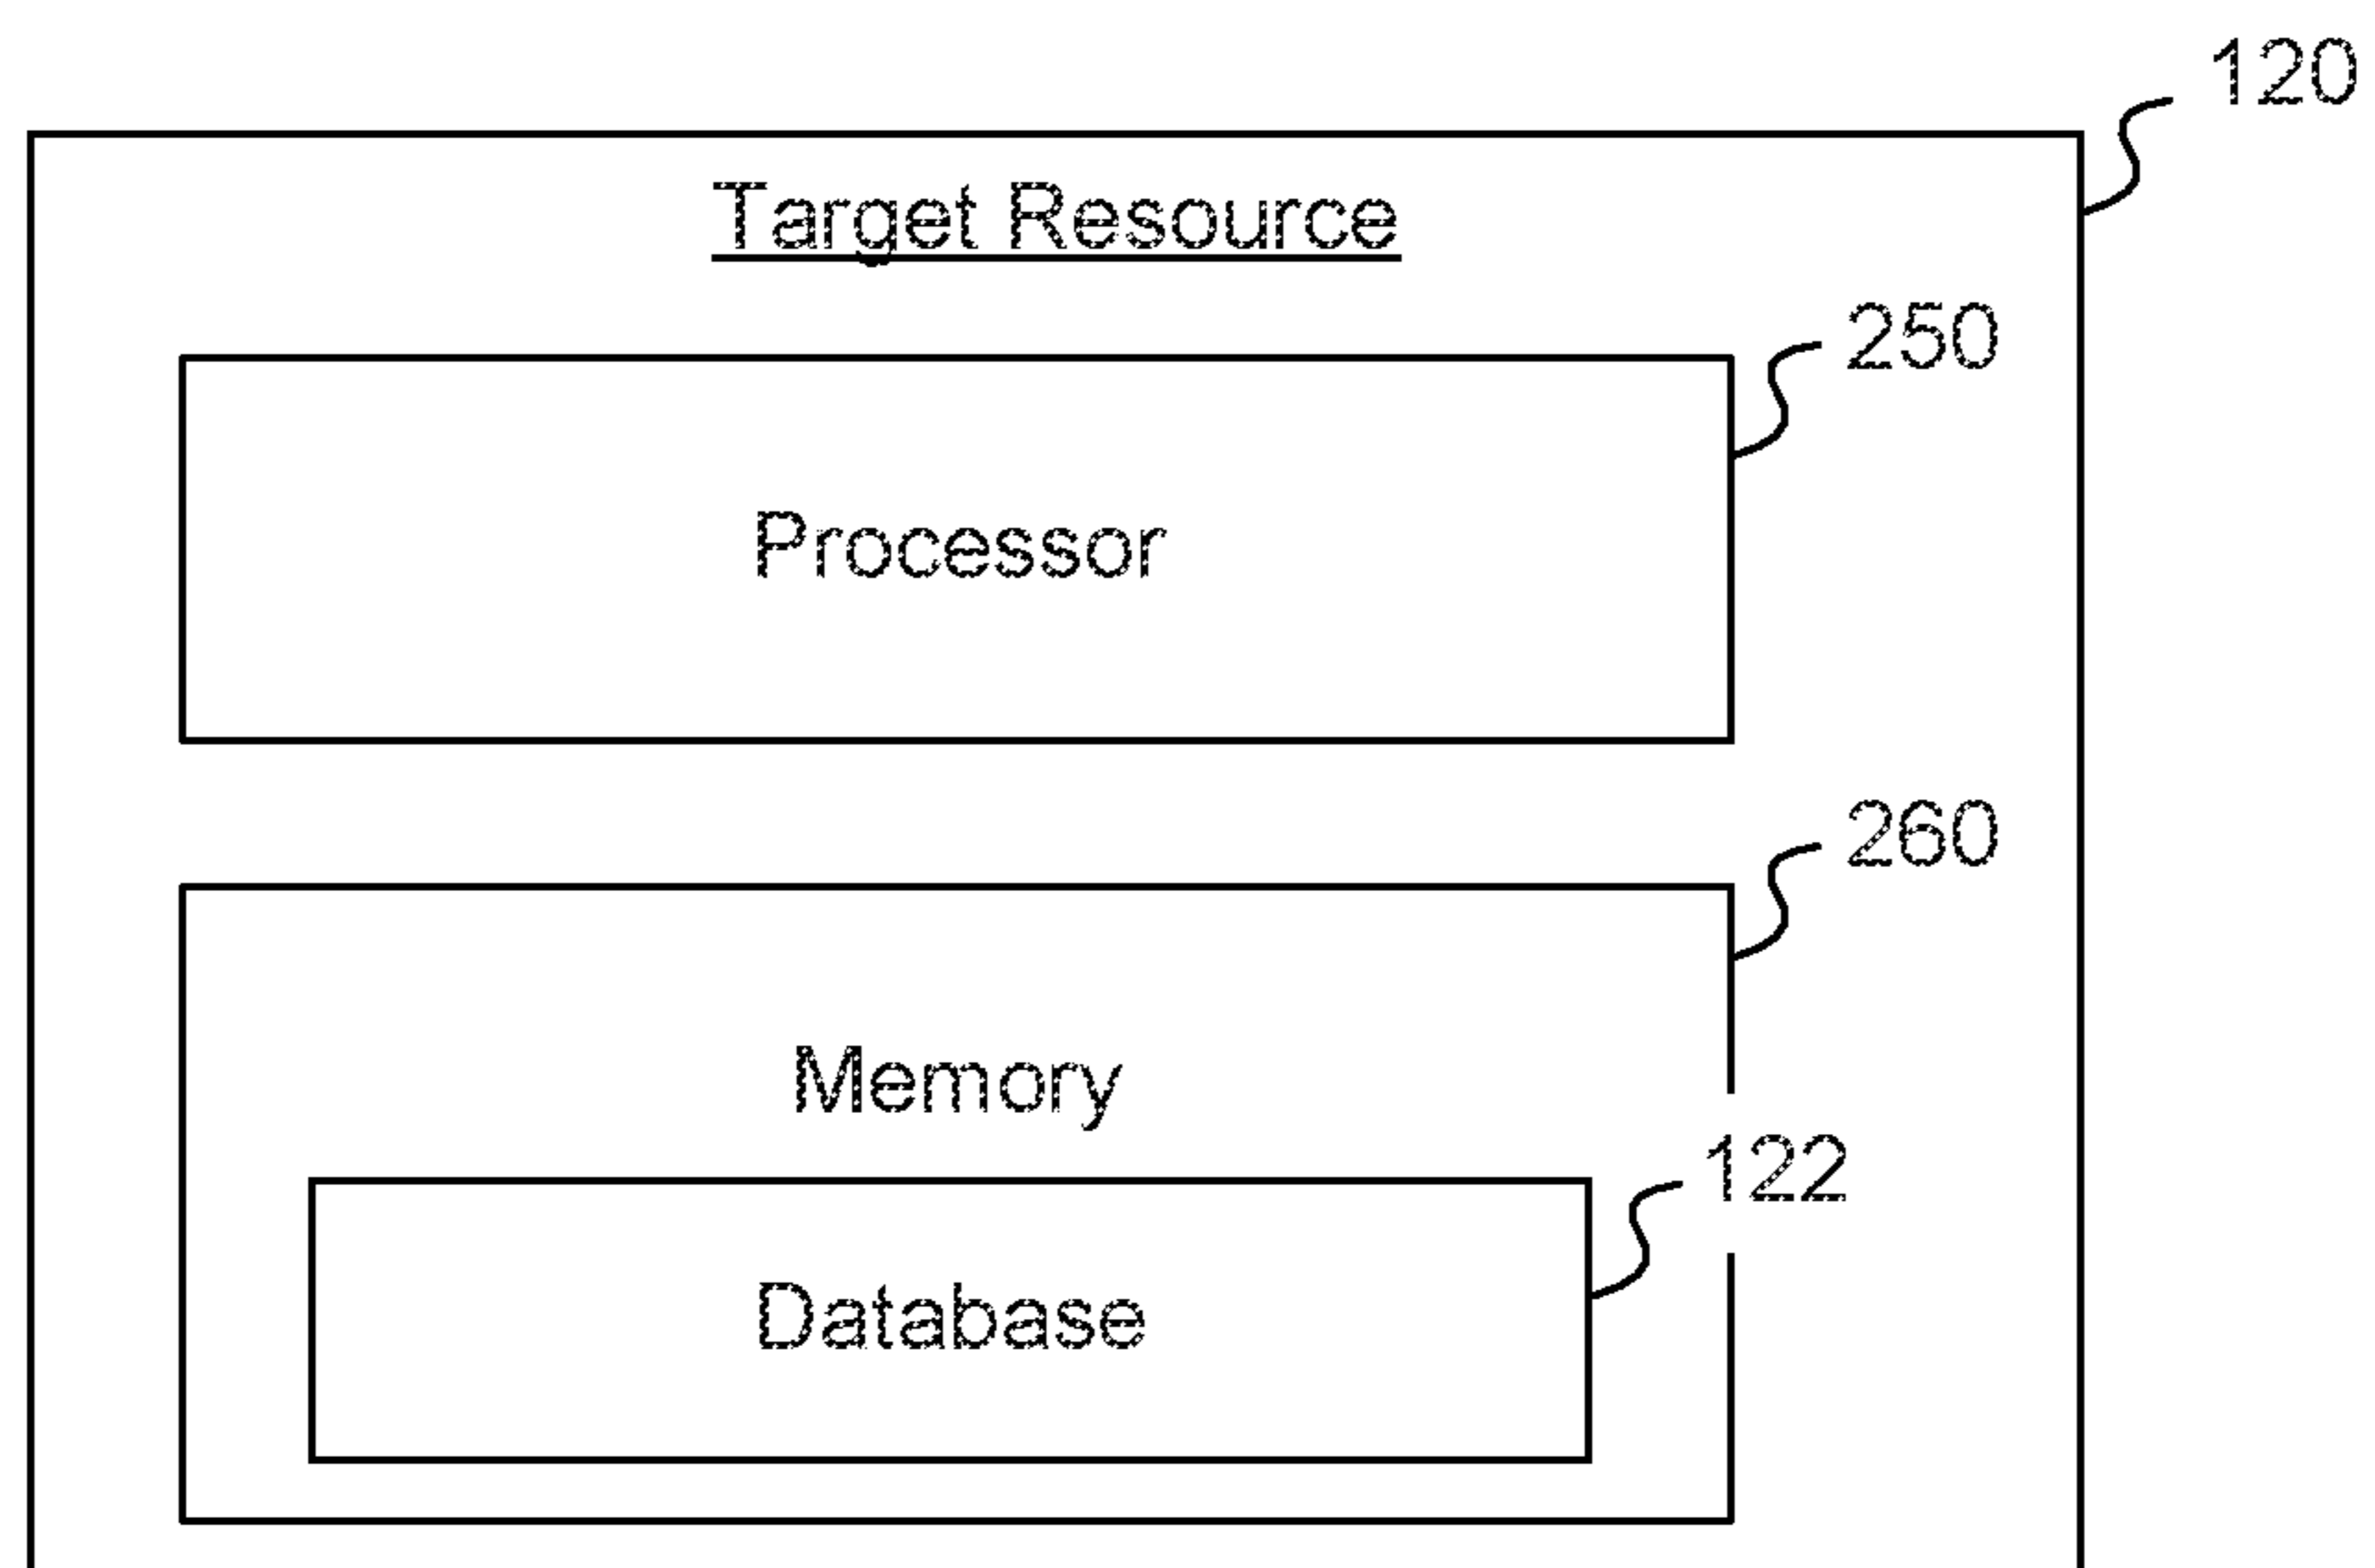 120
Target Resource
250
Processor
260
Memory
122
Database